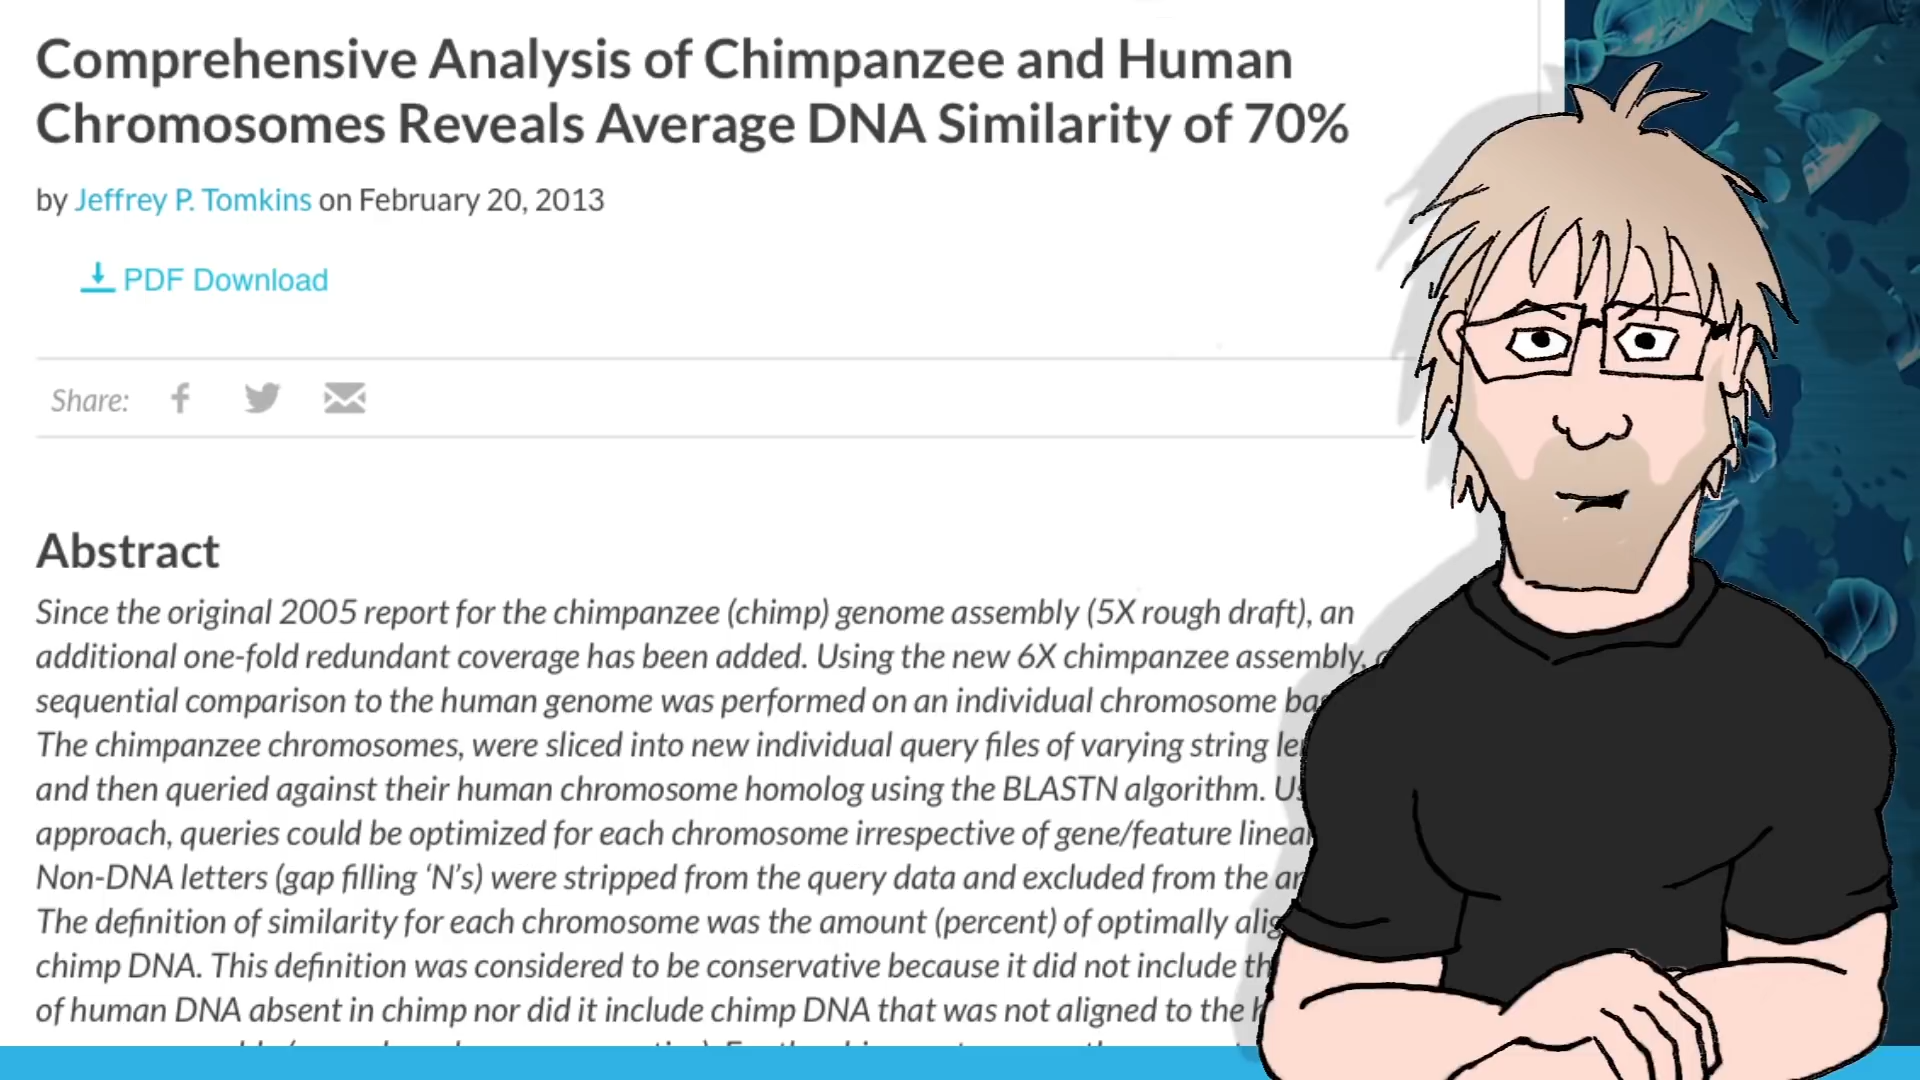 Comprehensive Analysis of Chimpanzee and Human
Chromosomes Reveals Average DNA Similarity of 70%
by Jeffrey P. Tomkins on February 20, 2013
PDF Download
Share:
Abstract
Since the original 2005 report for the chimpanzee (chimp) genome assembly (5X rough draft), an
additional one-fold redundant coverage has been added. Using the new 6X chimpanzee assembly,
sequential comparison to the human genome was performed on an individual chromosome
The chimpanzee chromosomes, were sliced into new individual query files of varying string
and then queried against their human chromosome homolog using the BLASTN algorithm.
approach, queries could be optimized for each chromosome irrespective of gene/feature
Non-DNA letters (gap filling ‘N’s) were stripped from the query data and excluded from the
The definition of similarity for each chromosome was the amount (percent) of optimally
chimp DNA. This definition was considered to be conservative because it did not include
of human DNA absent in chimp nor did it include chimp DNA that was not aligned to the